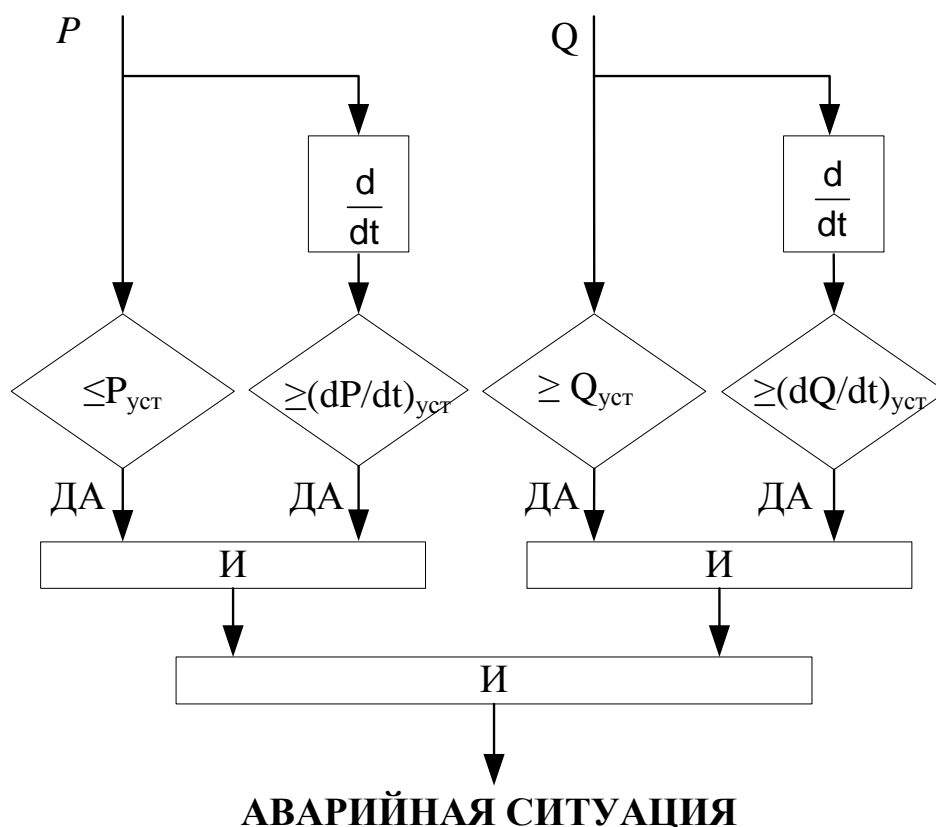 P Q
d d
dt dt
≤Pуст ≥(dP/dt)уст ≥ Qуст ≥(dQ/dt)уст
ДА ДА ДА ДА
И И
И
АВАРИЙНАЯ СИТУАЦИЯ